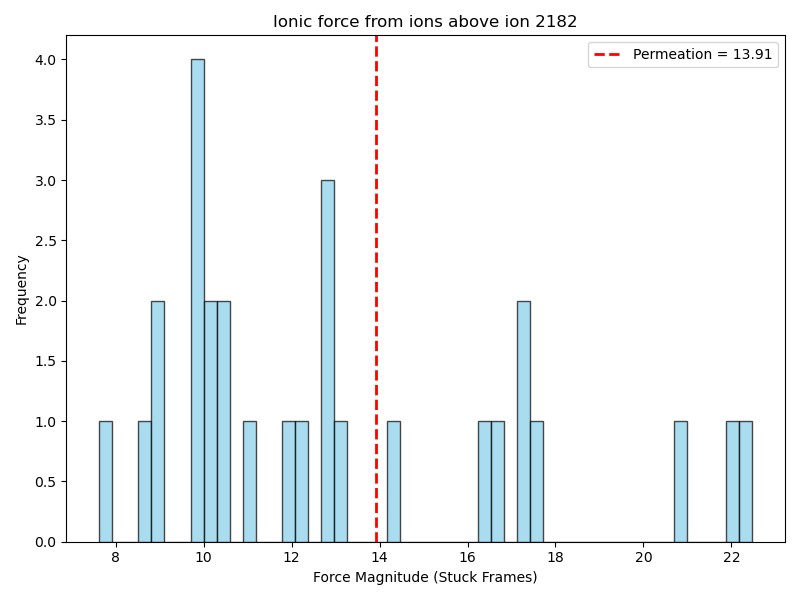 Ionic force from ions above ion 2182
Permeation = 13.91
Frequency
4.0
3.5
3.0
2.5
2.0
1.5
1.0
0.5
0.0
8 10 12 14 16 18 20 22
Force Magnitude (Stuck Frames)